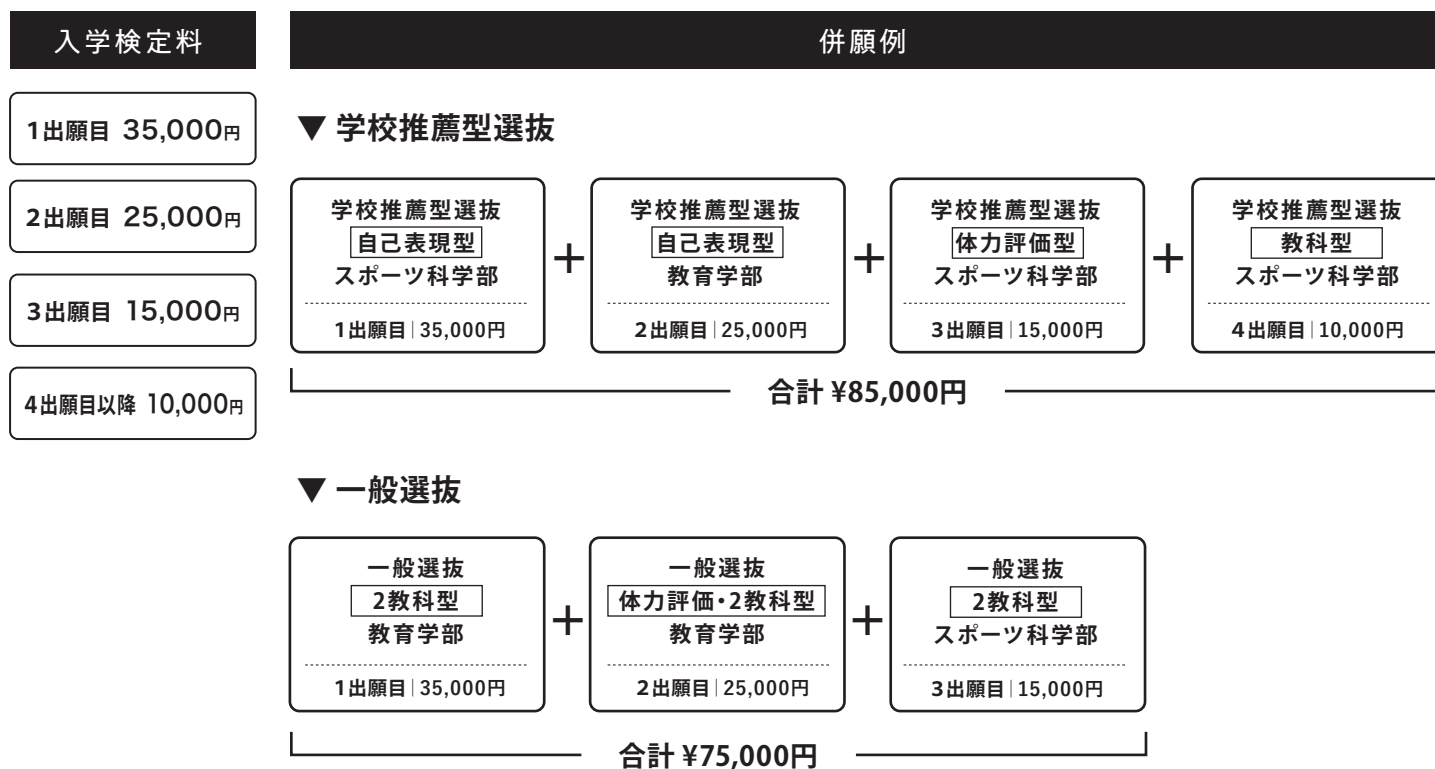 入学検定料
1出願目 35,000円
2出願目 25,000円
3出願目 15,000円
4出願目以降 10,000円
併願例
▼ 学校推薦型選抜
学校推薦型選抜
自己表現型
スポーツ科学部
1出願目|35,000円
+
学校推薦型選抜
自己表現型
教育学部
2出願目|25,000円
+
学校推薦型選抜
体力評価型
スポーツ科学部
3出願目|15,000円
+
学校推薦型選抜
教科型
スポーツ科学部
4出願目|10,000円
合計 ¥85,000円
▼ 一般選抜
一般選抜
2教科型
教育学部
1出願目|35,000円
+
一般選抜
体力評価・2教科型
教育学部
2出願目|25,000円
+
一般選抜
2教科型
スポーツ科学部
3出願目|15,000円
合計 ¥75,000円